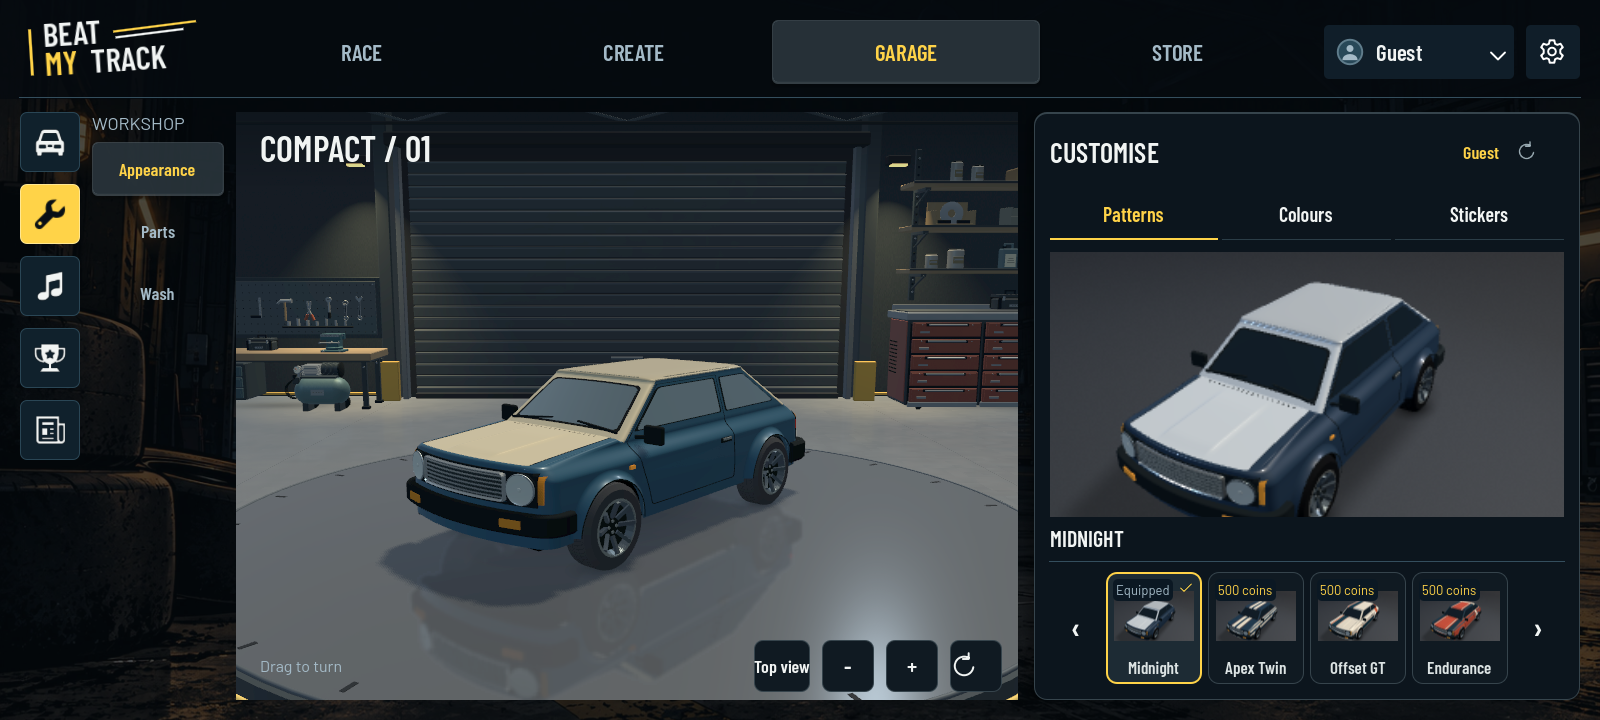 BEAT
MY TRACK
RACE
CREATE
GARAGE
STORE
Guest
WORKSHOP
Appearance
Parts
Wash
COMPACT / 01
Drag to turn
Top view
-
+
CUSTOMISE
Guest
Patterns
Colours
Stickers
MIDNIGHT
‹
Equipped
Midnight
500 coins
Apex Twin
500 coins
Offset GT
500 coins
Endurance
›